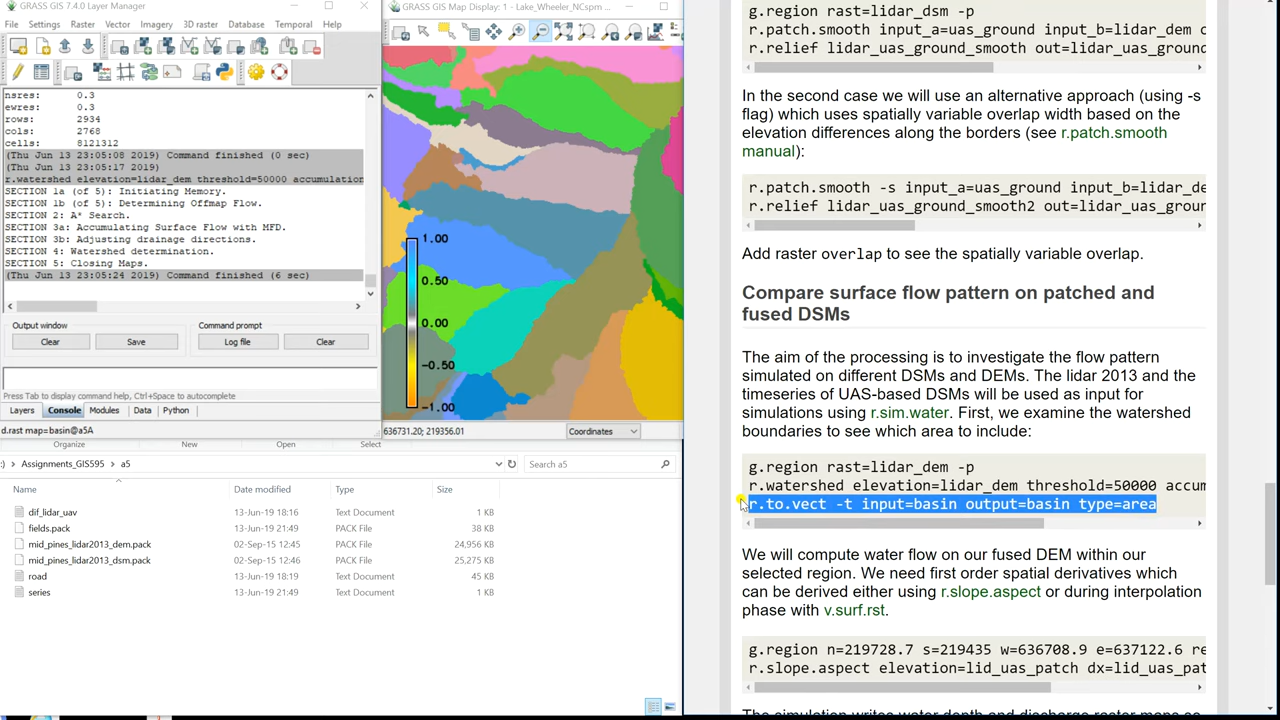 GRASS GIS 7.4.0 Layer Manager
File Settings Raster Vector Imagery 3D raster Database Temporal Help
nsres: 0.3
ewres: 0.3
rows: 2934
cols: 2768
cells: 8121312
(Thu Jun 13 23:05:08 2019) Command finished (0 sec)
(Thu Jun 13 23:05:17 2019)
r.watershed elevation=lidar_dem threshold=50000 accumulation
SECTION 1a (of 5): Initiating Memory.
SECTION 1b (of 5): Determining Offmap Flow.
SECTION 2: A* Search.
SECTION 3a: Accumulating Surface Flow with MFD.
SECTION 3b: Adjusting drainage directions.
SECTION 4: Watershed determination.
SECTION 5: Closing Maps.
(Thu Jun 13 23:05:24 2019) Command finished (6 sec)
Output window Command prompt
Clear Save Log file Clear
Press Tab to display command help, Ctrl+Space to autocomplete
Layers Console Modules Data Python
d.rast map=basin@a5A
GRASS GIS Map Display: 1 - Lake_Wheeler_NCspm
1.00
0.50
0.00
-0.50
-1.00
636731.20; 219356.01 Coordinates
Organize New Open Select
Assignments_GIS595 › a5 Search a5
Name Date modified Type Size
dif_lidar_uav 13-Jun-19 18:16 Text Document 1 KB
fields.pack 13-Jun-19 21:49 PACK File 38 KB
mid_pines_lidar2013_dem.pack 02-Sep-15 12:45 PACK File 24,956 KB
mid_pines_lidar2013_dsm.pack 02-Sep-15 12:46 PACK File 25,275 KB
road 13-Jun-19 18:19 Text Document 45 KB
series 13-Jun-19 21:49 Text Document 1 KB
g.region rast=lidar_dsm -p
r.patch.smooth input_a=uas_ground input_b=lidar_dem o
r.relief lidar_uas_ground_smooth out=lidar_uas_ground
In the second case we will use an alternative approach (using -s
flag) which uses spatially variable overlap width based on the
elevation differences along the borders (see r.patch.smooth
manual):
r.patch.smooth -s input_a=uas_ground input_b=lidar_de
r.relief lidar_uas_ground_smooth2 out=lidar_uas_groun
Add raster overlap to see the spatially variable overlap.
Compare surface flow pattern on patched and
fused DSMs
The aim of the processing is to investigate the flow pattern
simulated on different DSMs and DEMs. The lidar 2013 and the
timeseries of UAS-based DSMs will be used as input for
simulations using r.sim.water. First, we examine the watershed
boundaries to see which area to include:
g.region rast=lidar_dem -p
r.watershed elevation=lidar_dem threshold=50000 accum
r.to.vect -t input=basin output=basin type=area
We will compute water flow on our fused DEM within our
selected region. We need first order spatial derivatives which
can be derived either using r.slope.aspect or during interpolation
phase with v.surf.rst.
g.region n=219728.7 s=219435 w=636708.9 e=637122.6 re
r.slope.aspect elevation=lid_uas_patch dx=lid_uas_pat